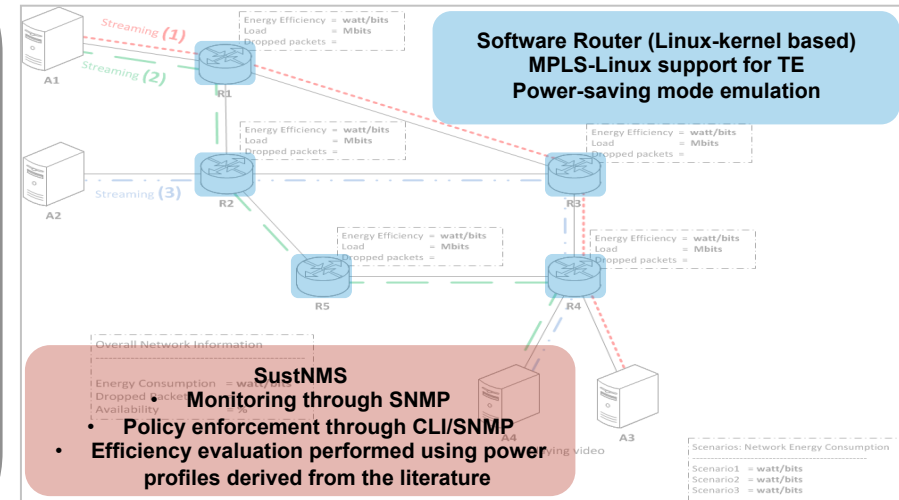 Energy Efficiency = watt/bits
Load = Mbits
Dropped packets =
Streaming (1)
Streaming (2)
A1
R1
Software Router (Linux-kernel based)
MPLS-Linux support for TE
Power-saving mode emulation
Energy Efficiency = watt/bits
Load = Mbits
Dropped packets =
Energy Efficiency = watt/bits
Load = Mbits
Dropped packets =
Streaming (3)
A2
R2
R3
Energy Efficiency = watt/bits
Load = Mbits
Dropped packets =
Energy Efficiency = watt/bits
Load = Mbits
Dropped packets =
R5
R4
Overall Network Information
Energy Consumption = watt/bits
Dropped Packets
Availability = %
SustNMS
• Monitoring through SNMP
• Policy enforcement through CLI/SNMP
• Efficiency evaluation performed using power
profiles derived from the literature
A4
video
A3
Scenarios: Network Energy Consumption
Scenario1 = watt/bits
Scenario2 = watt/bits
Scenario3 = watt/bits